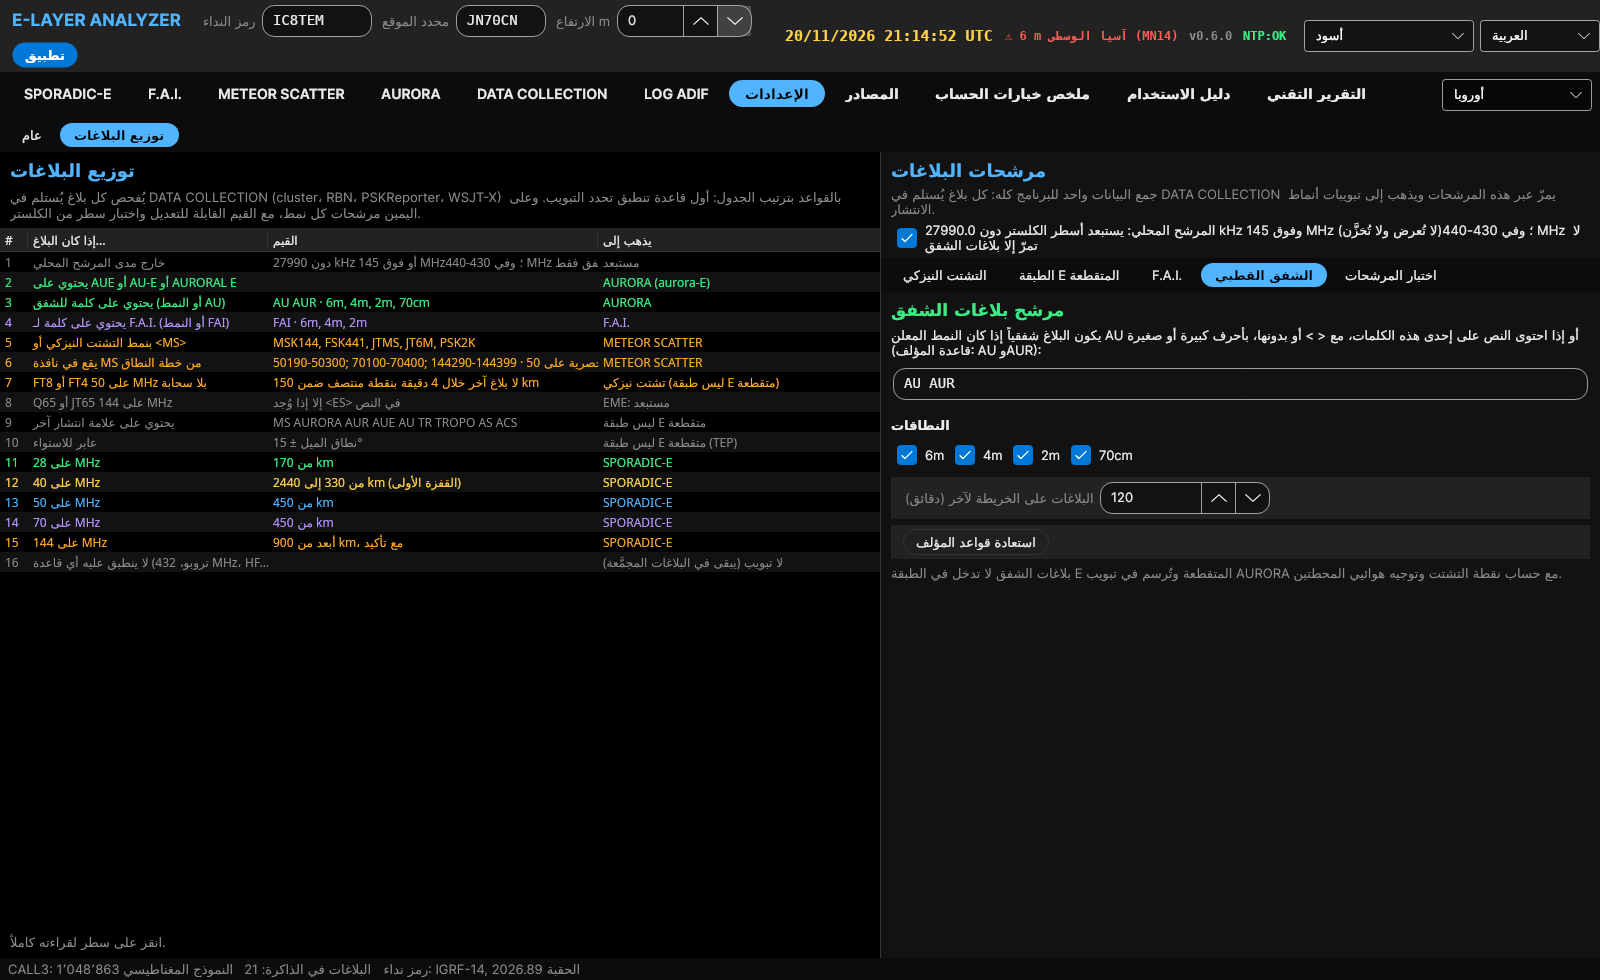 E-LAYER ANALYZER رمز النداء IC8TEM محدد الموقع JN70CN الارتفاع m 0
20/11/2026 21:14:52 UTC ⚠ 6 m آسيا الوسطى (MN14) v0.6.0 NTP:OK أسود العربية
تطبيق
SPORADIC-E F.A.I. METEOR SCATTER AURORA DATA COLLECTION LOG ADIF الإعدادات المصادر ملخص خيارات الحساب دليل الاستخدام التقرير التقني أوروبا
عام توزيع البلاغات
توزيع البلاغات
يُفحص كل بلاغ يُستلم في DATA COLLECTION (cluster، RBN، PSKReporter، WSJT-X) بالقواعد بترتيب الجدول: أول قاعدة تنطبق تحدد التبويب. وعلى
اليمين مرشحات كل نمط، مع القيم القابلة للتعديل واختبار سطر من الكلستر.
# إذا كان البلاغ... القيم يذهب إلى
1 خارج مدى المرشح المحلي دون 27990 kHz أو فوق 145 MHz؛ وفي 430-440 MHz فق فقط مستبعد
2 يحتوي على AUE أو AU-E أو AURORAL E AURORA (aurora-E)
3 يحتوي على كلمة للشفق (أو النمط AU) AU AUR · 6m, 4m, 2m, 70cm AURORA
4 يحتوي على كلمة لـ F.A.I. (أو النمط FAI) FAI · 6m, 4m, 2m F.A.I.
5 بنمط التشتت النيزكي أو <MS> MSK144, FSK441, JTMS, JT6M, PSK2K METEOR SCATTER
6 يقع في نافذة MS من خطة النطاق 50190-50300; 70100-70400; 144290-144399 · حصرية على 50 METEOR SCATTER
7 FT8 أو FT4 على 50 MHz بلا سحابة لا بلاغ آخر خلال 4 دقيقة بنقطة منتصف ضمن 150 km تشتت نيزكي (ليس طبقة E متقطعة)
8 Q65 أو JT65 على 144 MHz إلا إذا وُجد <ES> في النص EME: مستبعد
9 يحتوي على علامة انتشار آخر MS AURORA AUR AUE AU TR TROPO AS ACS ليس طبقة E متقطعة
10 عابر للاستواء نطاق الميل ± 15° ليس طبقة E متقطعة (TEP)
11 على 28 MHz من 170 km SPORADIC-E
12 على 40 MHz من 330 إلى 2440 km (القفزة الأولى) SPORADIC-E
13 على 50 MHz من 450 km SPORADIC-E
14 على 70 MHz من 450 km SPORADIC-E
15 على 144 MHz أبعد من 900 km، مع تأكيد SPORADIC-E
16 لا ينطبق عليه أي قاعدة (تروبو، 432 MHz، HF... لا تبويب (يبقى في البلاغات المجمَّعة)
انقر على سطر لقراءته كاملاً.
مرشحات البلاغات
جمع البيانات واحد للبرنامج كله: كل بلاغ يُستلم في DATA COLLECTION يمرّ عبر هذه المرشحات ويذهب إلى تبويبات أنماط
الانتشار.
المرشح المحلي: يستبعد أسطر الكلستر دون 27990.0 kHz وفوق 145 MHz (لا تُعرض ولا تُخزَّن)؛ وفي 430-440 MHz لا
تمرّ إلا بلاغات الشفق
التشتت النيزكي الطبقة E المتقطعة F.A.I. الشفق القطبي اختبار المرشحات
مرشح بلاغات الشفق
يكون البلاغ شفقياً إذا كان النمط المعلن AU أو إذا احتوى النص على إحدى هذه الكلمات، مع < > أو بدونها، بأحرف كبيرة أو صغيرة
(قاعدة المؤلف: AU وAUR):
AU AUR
النطاقات
6m 4m 2m 70cm
البلاغات على الخريطة لآخر (دقائق) 120
استعادة قواعد المؤلف
بلاغات الشفق لا تدخل في الطبقة E المتقطعة وتُرسم في تبويب AURORA مع حساب نقطة التشتت وتوجيه هوائيي المحطتين.
CALL3: 1’048’863 رمز نداء البلاغات في الذاكرة: 21 النموذج المغناطيسي: IGRF-14, الحقبة 2026.89